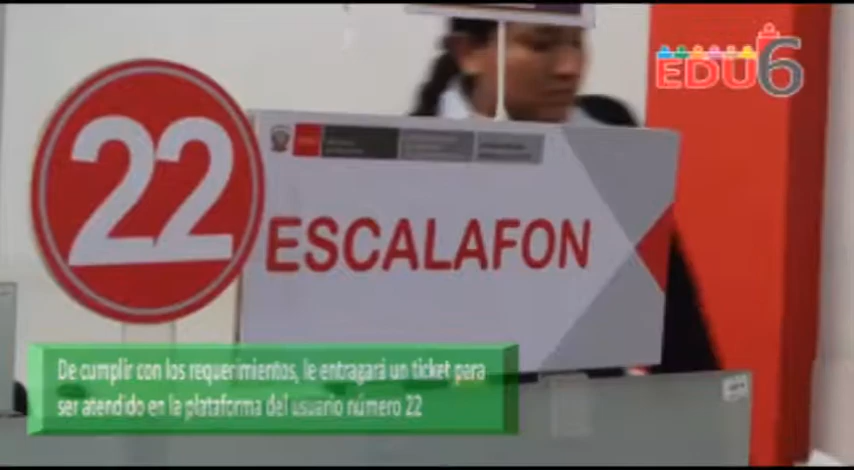 EDU6
22
ESCALAFON
De cumplir con los requerimientos, le entragará un ticket para
ser atendido en la plataforma del usuario número 22